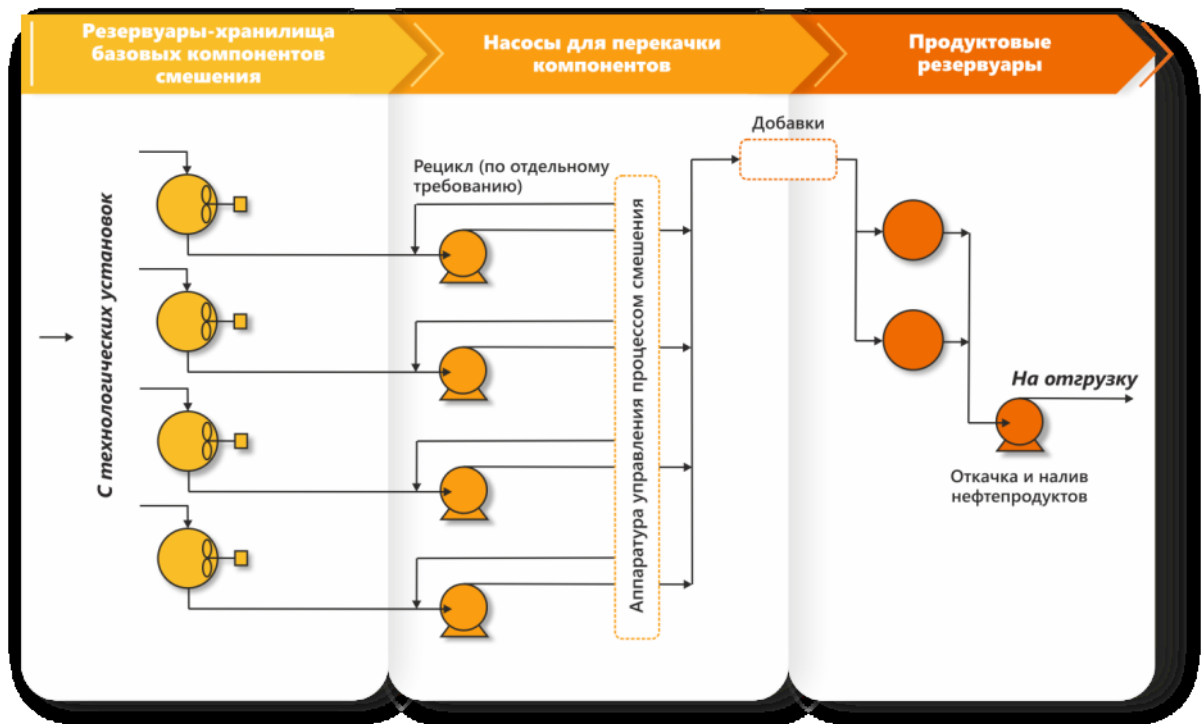 Резервуары-хранилища
базовых компонентов
смешения
Насосы для перекачки
компонентов
Продуктовые
резервуары
Добавки
Рецикл (по отдельному
требованию)
С технологических установок
Аппаратура управления процессом смешения
На отгрузку
Откачка и налив
нефтепродуктов